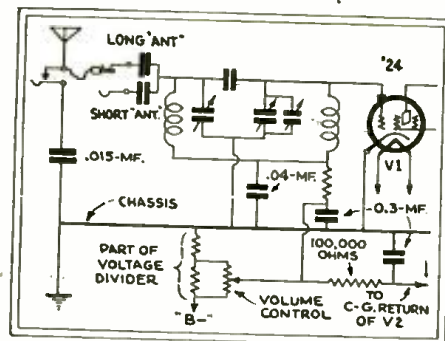 LONG "ANT"
'24
SHORT "ANT."
V1
.015-MF.
.04-MF.
0.3-MF.
CHASSIS
100,000
OHMS
PART OF
VOLTAGE
DIVIDER
"B-"
VOLUME
CONTROL
TO
C-G. RETURN
OF V2